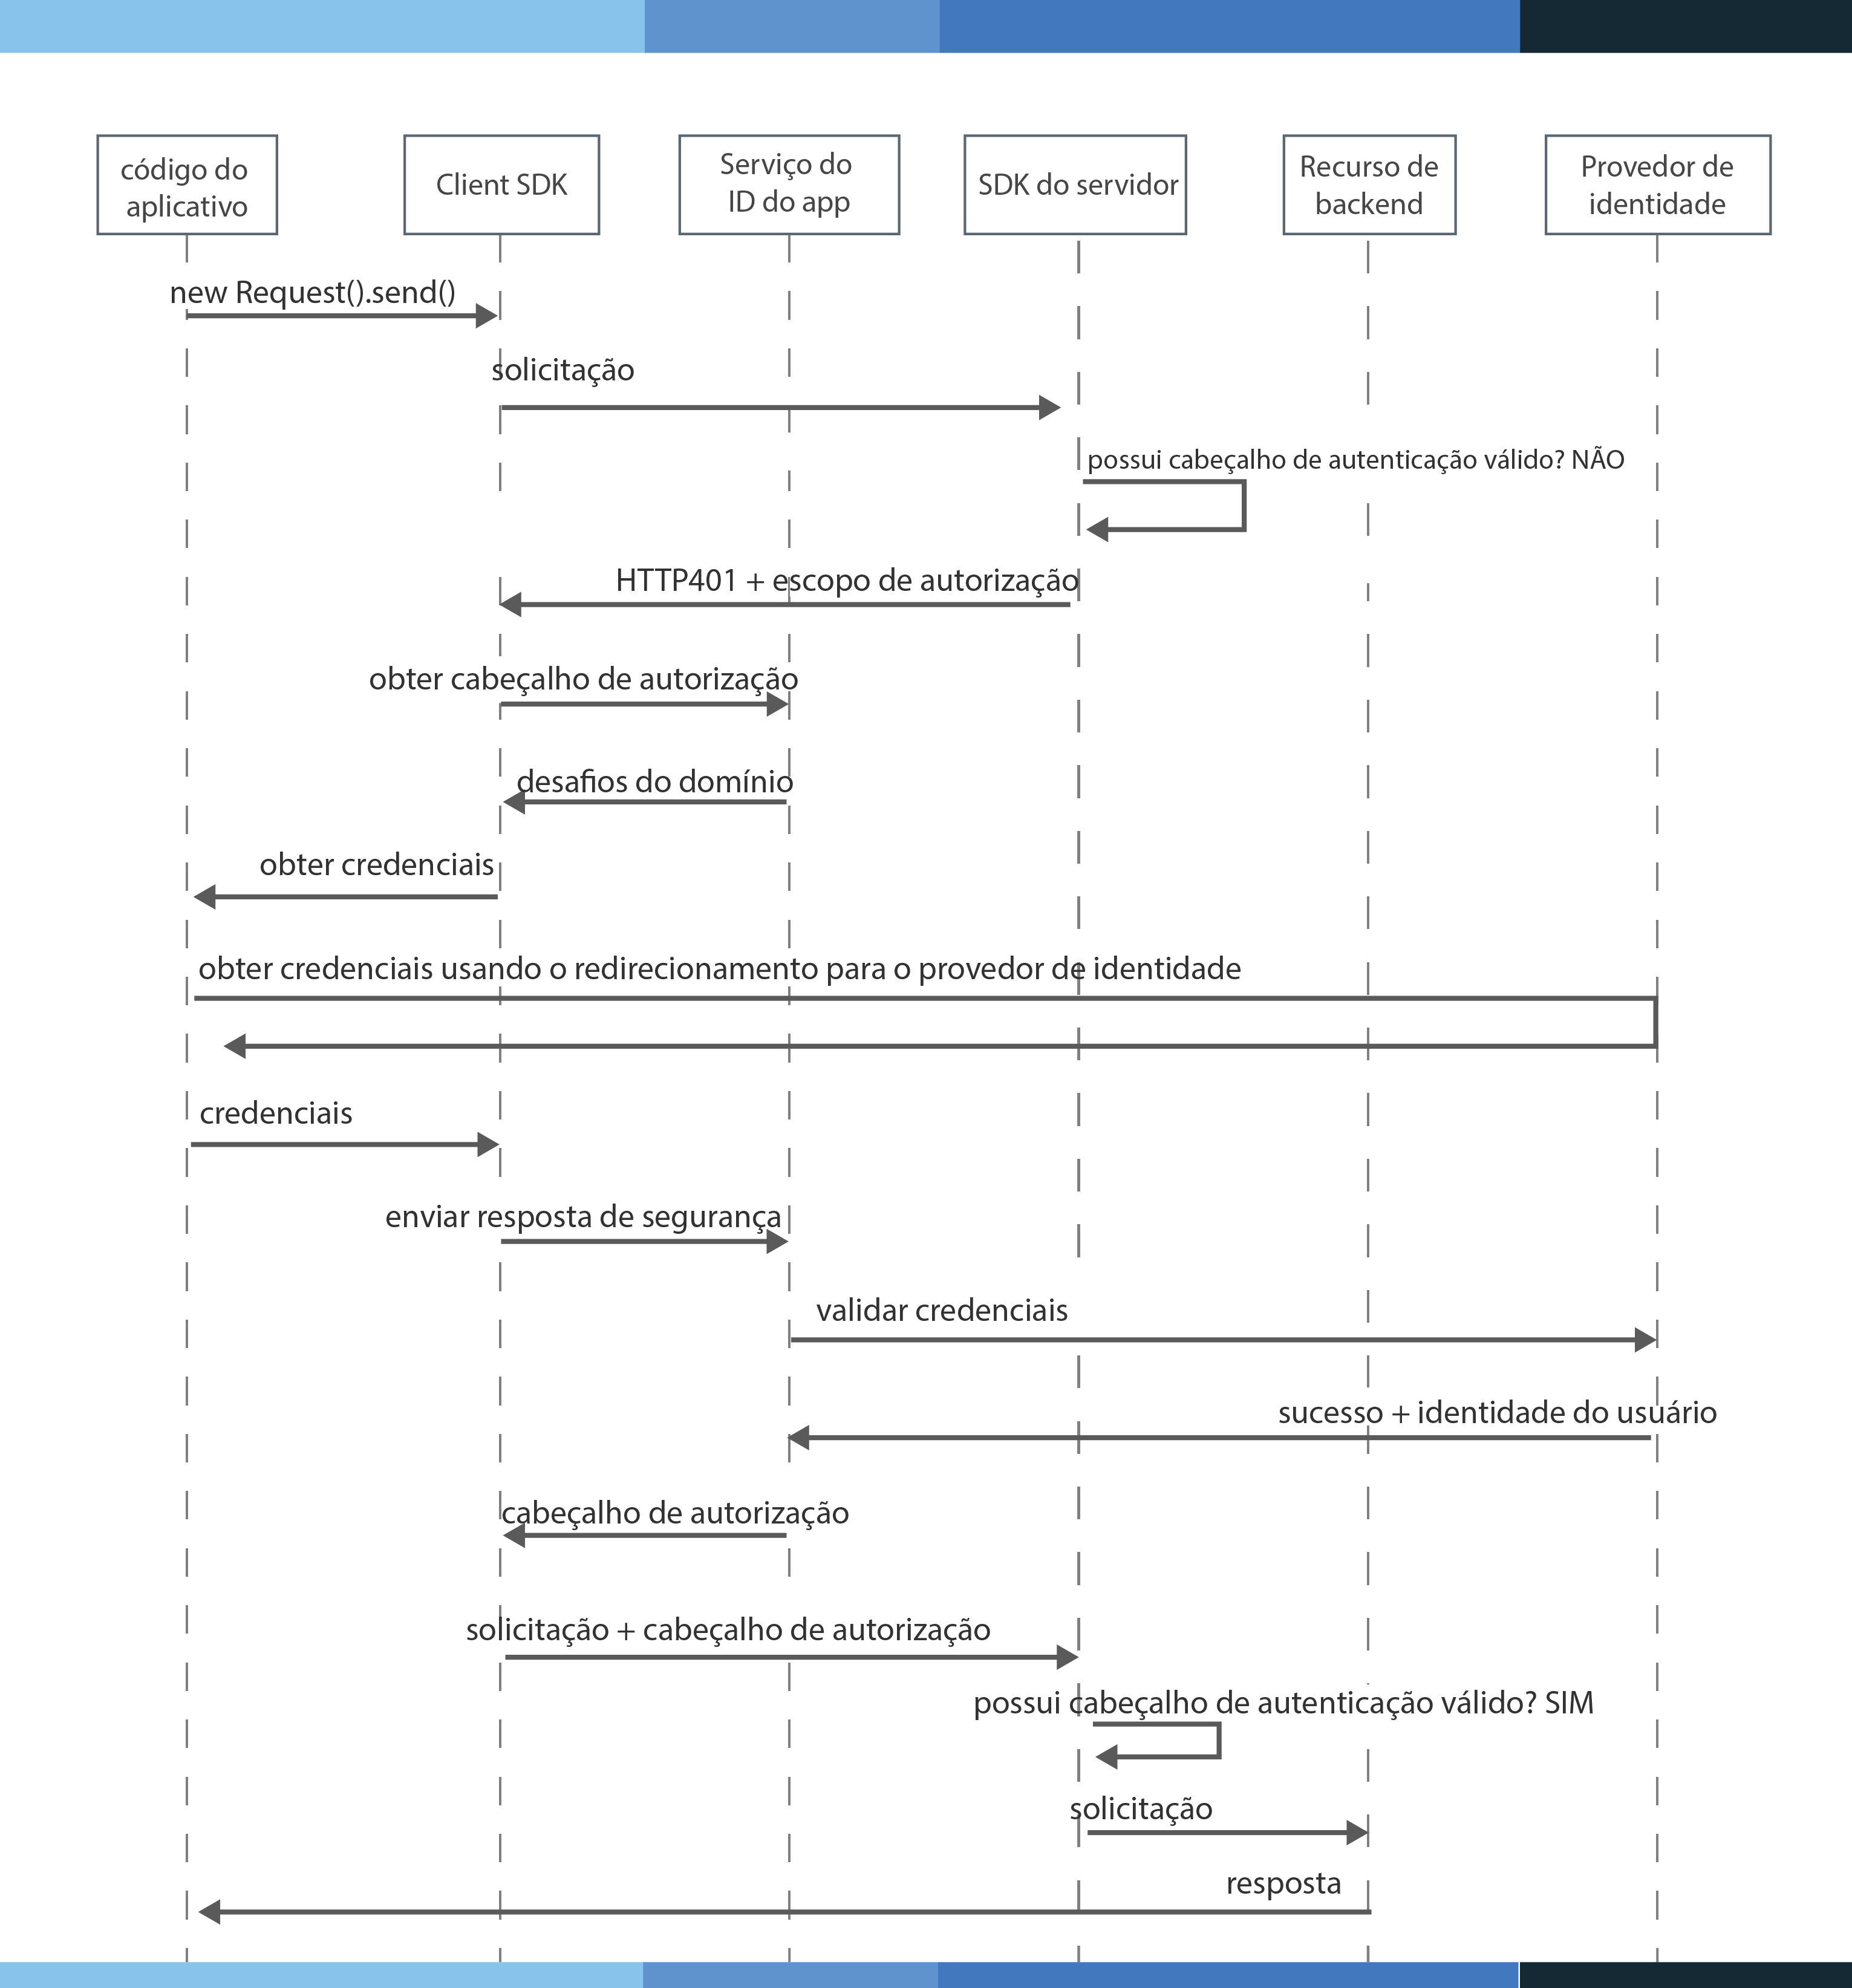 código do
aplicativo
Client SDK
Serviço do
ID do app
SDK do servidor
Recurso de
backend
Provedor de
identidade
new Request().send()
solicitação
possui cabeçalho de autenticação válido? NÃO
HTTP401 + escopo de autorização
obter cabeçalho de autorização
desafios do domínio
obter credenciais
obter credenciais usando o redirecionamento para o provedor de identidade
credenciais
enviar resposta de segurança
validar credenciais
sucesso + identidade do usuário
cabeçalho de autorização
solicitação + cabeçalho de autorização
possui cabeçalho de autenticação válido? SIM
solicitação
resposta